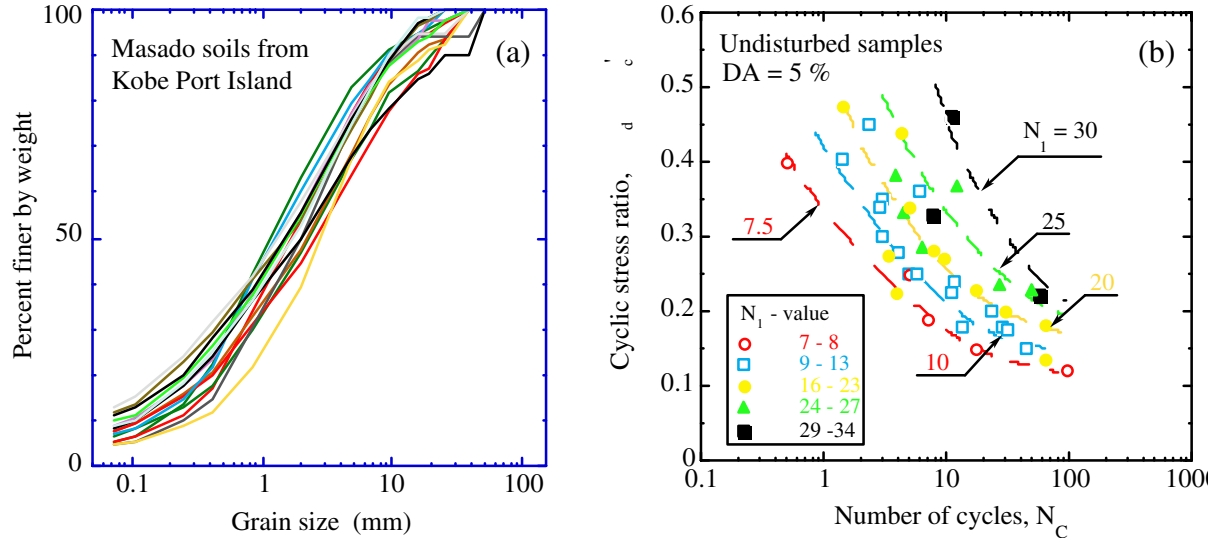 Masado soils from
Kobe Port Island
(a)
Percent finer by weight
100
50
0
0.1
1
10
100
Grain size (mm)
Undisturbed samples
DA = 5 %
(b)
Cyclic stress ratio, d c'
0.6
0.5
0.4
0.3
0.2
0.1
0
N1 = 30
7.5
25
20
10
N1 - value
7 - 8
9 - 13
16 - 23
24 - 27
29 -34
0.1
1
10
100
1000
Number of cycles, NC